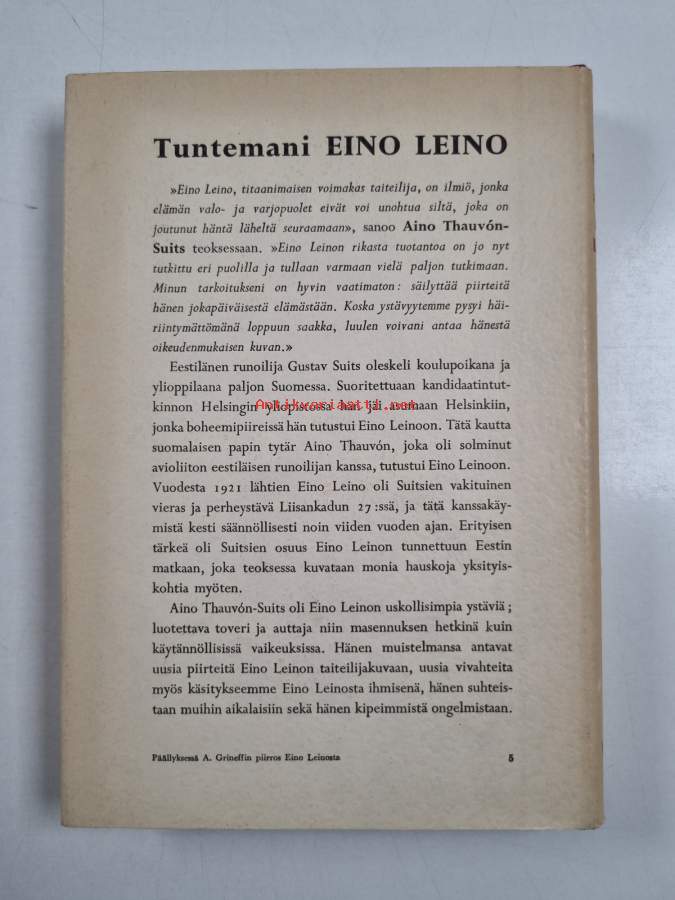 Tuntemani EINO LEINO
»Eino Leino, titaanimaisen voimakas taiteilija, on ilmiö, jonka
elämän valo- ja varjopuolet eivät voi unohtua siltä, joka on
joutunut häntä läheltä seuraamaan», sanoo Aino Thauvón-
Suits teoksessaan. »Eino Leinon rikasta tuotantoa on jo nyt
tutkittu eri puolilla ja tullaan varmaan vielä paljon tutkimaan.
Minun tarkoitukseni on hyvin vaatimaton: säilyttää piirteitä
hänen jokapäiväisestä elämästään. Koska ystävyytemme pysyi häi-
riintymättömänä loppuun saakka, luulen voivani antaa hänestä
oikeudenmukaisen kuvan.»
Eestilänen runoilija Gustav Suits oleskeli koulupoikana ja
ylioppilaana paljon Suomessa. Suoritettuaan kandidaatintut-
kinnon Helsingin yliopistossa hän jäi asumaan Helsinkiin,
Antikvariaatti.net
jonka boheemipiireissä hän tutustui Eino Leinoon. Tätä kautta
suomalaisen papin tytär Aino Thauvón, joka oli solminut
avioliiton eestiläisen runoilijan kanssa, tutustui Eino Leinoon.
Vuodesta 1921 lähtien Eino Leino oli Suitsien vakituinen
vieras ja perheystävä Liisankadun 27:ssä, ja tätä kanssakäy-
mistä kesti säännöllisesti noin viiden vuoden ajan. Erityisen
tärkeä oli Suitsien osuus Eino Leinon tunnettuun Eestin
matkaan, joka teoksessa kuvataan monia hauskoja yksityis-
kohtia myöten.
Aino Thauvón-Suits oli Eino Leinon uskollisimpia ystäviä;
luotettava toveri ja auttaja niin masennuksen hetkinä kuin
käytännöllisissä vaikeuksissa. Hänen muistelmansa antavat
uusia piirteitä Eino Leinon taiteilijakuvaan, uusia vivahteita
myös käsitykseemme Eino Leinosta ihmisenä, hänen suhteis-
taan muihin aikalaisiin sekä hänen kipeimmistä ongelmistaan.
Päällyksessä A. Grineffin piirros Eino Leinosta
5